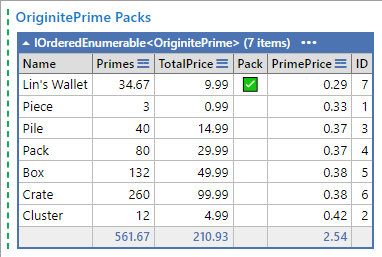 OriginitePrime Packs
▲ IOrderedEnumerable<OriginitePrime> (7 items) •••
Name Primes TotalPrice Pack PrimePrice ID
Lin's Wallet 34.67 9.99 ✓ 0.29 7
Piece 3 0.99 0.33 1
Pile 40 14.99 0.37 3
Pack 80 29.99 0.37 4
Box 132 49.99 0.38 5
Crate 260 99.99 0.38 6
Cluster 12 4.99 0.42 2
561.67 210.93 2.54